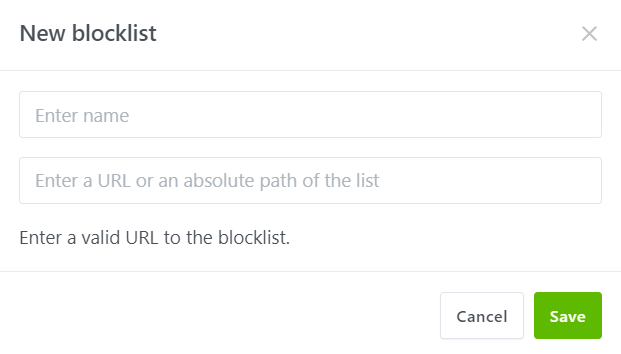 New blocklist
Enter name
Enter a URL or an absolute path of the list
Enter a valid URL to the blocklist.
Cancel Save